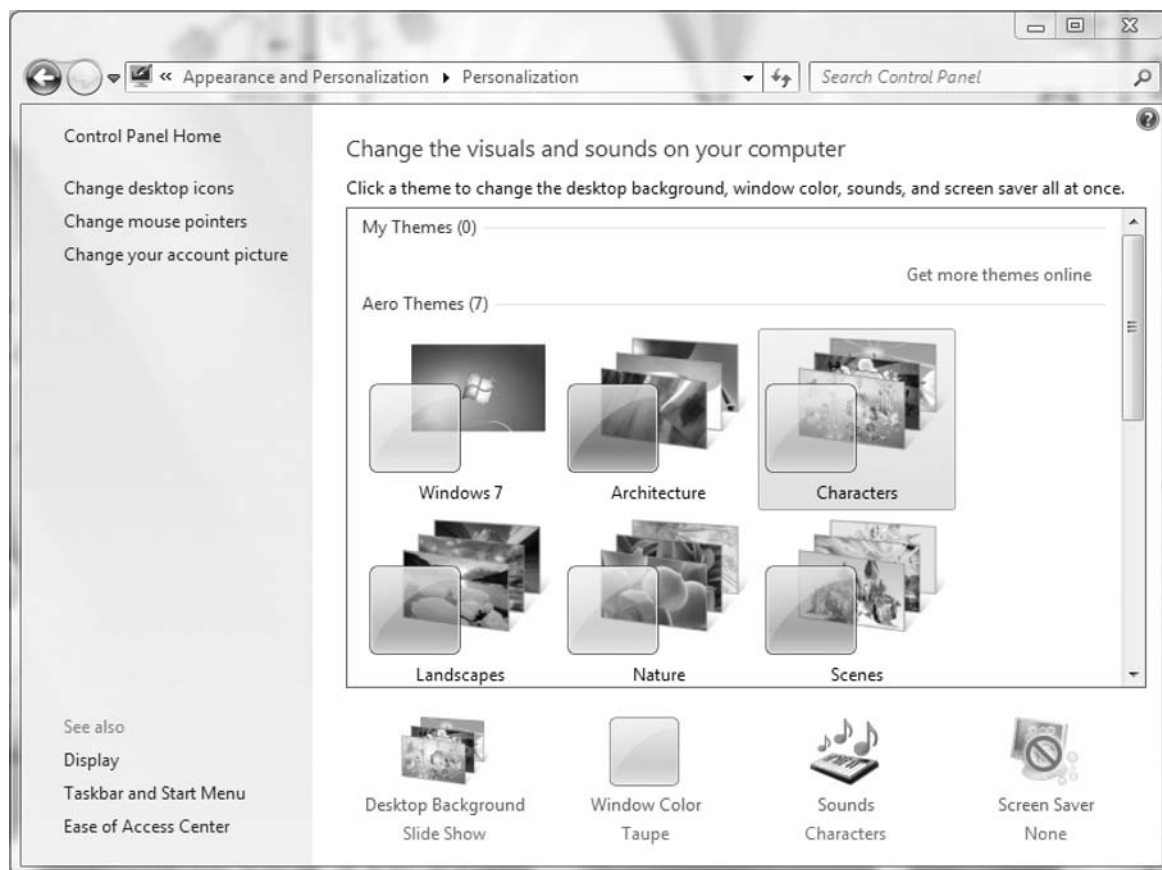 « Appearance and Personalization ▸ Personalization
Search Control Panel
Control Panel Home
Change desktop icons
Change mouse pointers
Change your account picture
See also
Display
Taskbar and Start Menu
Ease of Access Center
Change the visuals and sounds on your computer
Click a theme to change the desktop background, window color, sounds, and screen saver all at once.
My Themes (0)
Get more themes online
Aero Themes (7)
Windows 7
Architecture
Characters
Landscapes
Nature
Scenes
Desktop Background
Slide Show
Window Color
Taupe
Sounds
Characters
Screen Saver
None